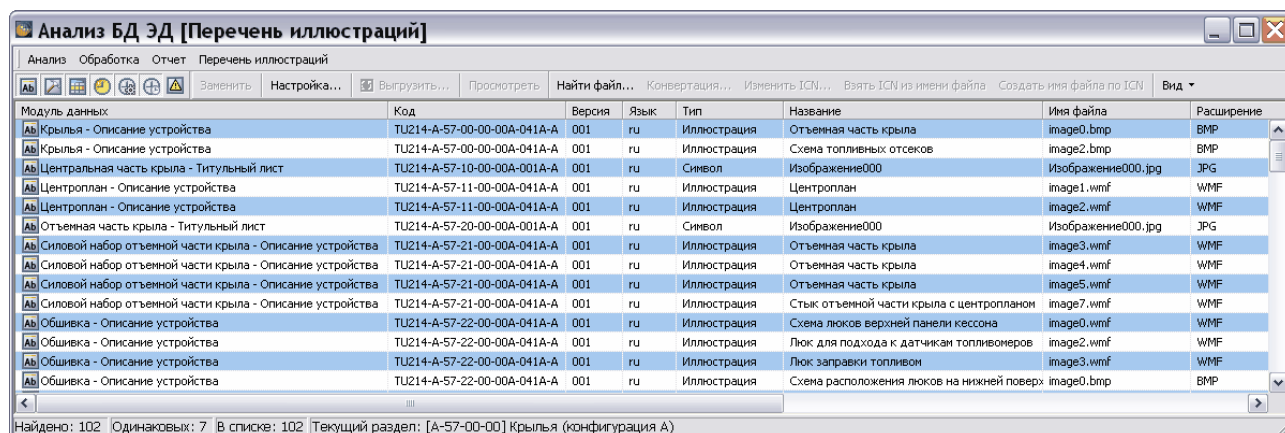 Анализ БД ЭД [Перечень иллюстраций]
Анализ Обработка Отчет Перечень иллюстраций
Ab Заменить Настройка... Выгрузить... Просмотреть Найти файл... Конвертация... Изменить ICN... Взять ICN из имени файла Создать имя файла по ICN Вид
Модуль данных Код Версия Язык Тип Название Имя файла Расширение
Ab Крылья - Описание устройства TU214-A-57-00-00-00A-041A-A 001 ru Иллюстрация Отъемная часть крыла image0.bmp BMP
Ab Крылья - Описание устройства TU214-A-57-00-00-00A-041A-A 001 ru Иллюстрация Схема топливных отсеков image2.bmp BMP
Ab Центральная часть крыла - Титульный лист TU214-A-57-10-00-00A-001A-A 001 ru Символ Изображение000 Изображение000.jpg JPG
Ab Центроплан - Описание устройства TU214-A-57-11-00-00A-041A-A 001 ru Иллюстрация Центроплан image1.wmf WMF
Ab Центроплан - Описание устройства TU214-A-57-11-00-00A-041A-A 001 ru Иллюстрация Центроплан image2.wmf WMF
Ab Отъемная часть крыла - Титульный лист TU214-A-57-20-00-00A-001A-A 001 ru Символ Изображение000 Изображение000.jpg JPG
Ab Силовой набор отъемной части крыла - Описание устройства TU214-A-57-21-00-00A-041A-A 001 ru Иллюстрация Отъемная часть крыла image3.wmf WMF
Ab Силовой набор отъемной части крыла - Описание устройства TU214-A-57-21-00-00A-041A-A 001 ru Иллюстрация Отъемная часть крыла image4.wmf WMF
Ab Силовой набор отъемной части крыла - Описание устройства TU214-A-57-21-00-00A-041A-A 001 ru Иллюстрация Отъемная часть крыла image5.wmf WMF
Ab Силовой набор отъемной части крыла - Описание устройства TU214-A-57-21-00-00A-041A-A 001 ru Иллюстрация Стык отъемной части крыла с центропланом image7.wmf WMF
Ab Обшивка - Описание устройства TU214-A-57-22-00-00A-041A-A 001 ru Иллюстрация Схема люков верхней панели кессона image0.wmf WMF
Ab Обшивка - Описание устройства TU214-A-57-22-00-00A-041A-A 001 ru Иллюстрация Люк для подхода к датчикам топливомеров image2.wmf WMF
Ab Обшивка - Описание устройства TU214-A-57-22-00-00A-041A-A 001 ru Иллюстрация Люк заправки топливом image3.wmf WMF
Ab Обшивка - Описание устройства TU214-A-57-22-00-00A-041A-A 001 ru Иллюстрация Схема расположения люков на нижней поверх image0.bmp BMP
Найдено: 102 Одинаковых: 7 В списке: 102 Текущий раздел: [A-57-00-00] Крылья (конфигурация A)